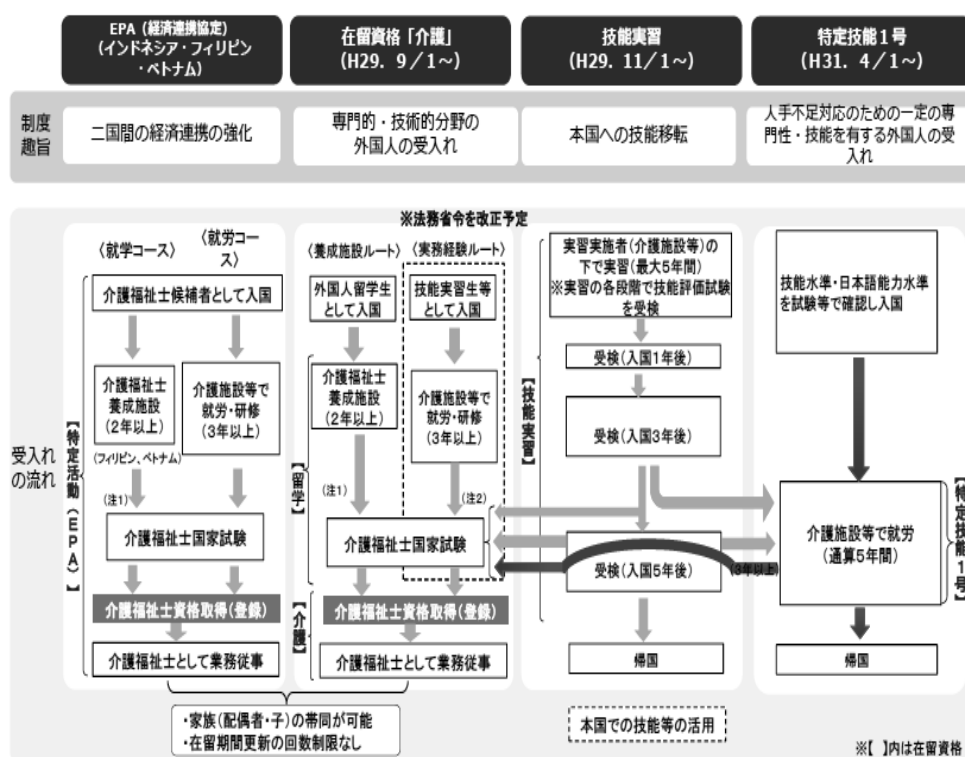 EPA (経済連携協定)
(インドネシア・フィリピン
・ベトナム)
在留資格「介護」
(H29. 9/1~)
技能実習
(H29. 11/1~)
特定技能1号
(H31. 4/1~)
制度
趣旨
二国間の経済連携の強化
専門的・技術的分野の
外国人の受入れ
本国への技能移転
人手不足対応のための一定の専
門性・技能を有する外国人の受
入れ
受入れ
の流れ
※法務省令を改正予定
〈就学コース〉
〈就労コー
ス〉
介護福祉士候補者として入国
介護福祉士
養成施設
(2年以上)
介護施設等で
就労・研修
(3年以上)
(フィリピン、ベトナム)
(注1)
介護福祉士国家試験
介護福祉士資格取得(登録)
介護福祉士として業務従事
【特定活動(EPA)】
〈養成施設ルート〉
〈実務経験ルート〉
外国人留学生
として入国
技能実習生等
として入国
介護福祉士
養成施設
(2年以上)
介護施設等で
就労・研修
(3年以上)
(注1)
(注2)
介護福祉士国家試験
介護福祉士資格取得(登録)
介護福祉士として業務従事
【留学】
【介護】
・家族(配偶者・子)の帯同が可能
・在留期間更新の回数制限なし
実習実施者(介護施設等)の
下で実習(最大5年間)
※実習の各段階で技能評価試験
を受検
受検(入国1年後)
受検(入国3年後)
受検(入国5年後)
帰国
【技能実習】
本国での技能等の活用
技能水準・日本語能力水準
を試験等で確認し入国
介護施設等で就労
(通算5年間)
(3年以上)
帰国
【特定技能1号】
※【 】内は在留資格